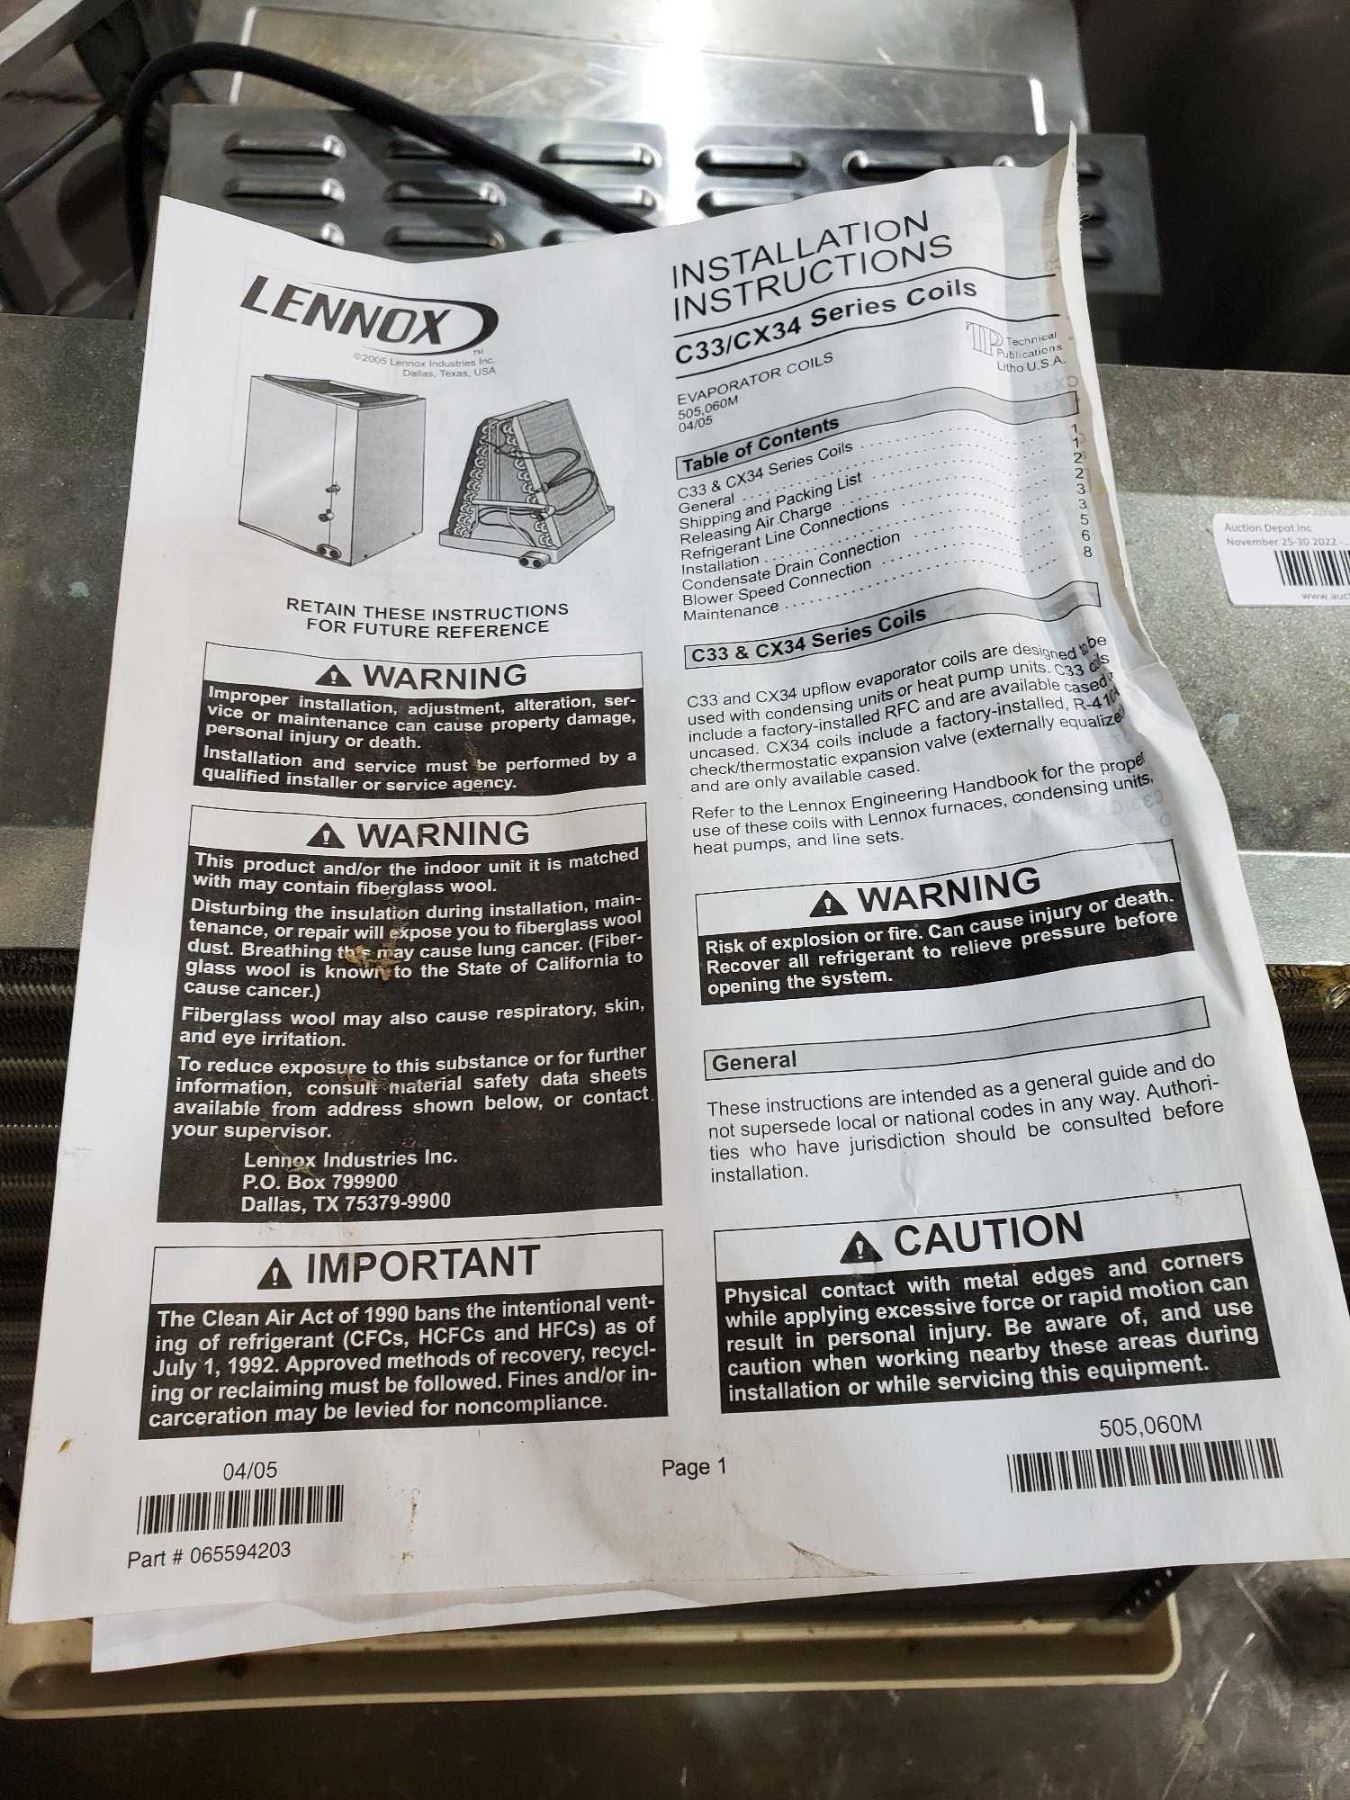 LENNOX
TM
©2005 Lennox Industries Inc.
Dallas, Texas, USA
RETAIN THESE INSTRUCTIONS
FOR FUTURE REFERENCE
WARNING
Improper installation, adjustment, alteration, ser-
vice or maintenance can cause property damage,
personal injury or death.
Installation and service must be performed by a
qualified installer or service agency.
WARNING
This product and/or the indoor unit it is matched
with may contain fiberglass wool.
Disturbing the insulation during installation, main-
tenance, or repair will expose you to fiberglass wool
dust. Breathing this may cause lung cancer. (Fiber-
glass wool is known to the State of California to
cause cancer.)
Fiberglass wool may also cause respiratory, skin,
and eye irritation.
To reduce exposure to this substance or for further
information, consult material safety data sheets
available from address shown below, or contact
your supervisor.
Lennox Industries Inc.
P.O. Box 799900
Dallas, TX 75379-9900
IMPORTANT
The Clean Air Act of 1990 bans the intentional vent-
ing of refrigerant (CFCs, HCFCs and HFCs) as of
July 1, 1992. Approved methods of recovery, recycl-
ing or reclaiming must be followed. Fines and/or in-
carceration may be levied for noncompliance.
04/05
Part # 065594203
INSTALLATION
INSTRUCTIONS
C33/CX34 Series Coils
EVAPORATOR COILS
505,060M
04/05
TP Technical
Publications
Litho U.S.A.
Table of Contents
C33 & CX34 Series Coils . . . . . . . . . . . . . . . . . 1
General . . . . . . . . . . . . . . . . . . . . . . . . . . 1
Shipping and Packing List . . . . . . . . . . . . . . . . 2
Releasing Air Charge . . . . . . . . . . . . . . . . . . . 2
Refrigerant Line Connections . . . . . . . . . . . . . . . 3
Installation . . . . . . . . . . . . . . . . . . . . . . . 3
Condensate Drain Connection . . . . . . . . . . . . . . . 5
Blower Speed Connection . . . . . . . . . . . . . . . . . 6
Maintenance . . . . . . . . . . . . . . . . . . . . . . . 8
C33 & CX34 Series Coils
C33 and CX34 upflow evaporator coils are designed to be
used with condensing units or heat pump units. C33 coils
include a factory-installed RFC and are available cased
uncased. CX34 coils include a factory-installed, R-410
check/thermostatic expansion valve (externally equalized
and are only available cased.
Refer to the Lennox Engineering Handbook for the proper
use of these coils with Lennox furnaces, condensing units,
heat pumps, and line sets.
WARNING
Risk of explosion or fire. Can cause injury or death.
Recover all refrigerant to relieve pressure before
opening the system.
General
These instructions are intended as a general guide and do
not supersede local or national codes in any way. Authori-
ties who have jurisdiction should be consulted before
installation.
CAUTION
Physical contact with metal edges and corners
while applying excessive force or rapid motion can
result in personal injury. Be aware of, and use
caution when working nearby these areas during
installation or while servicing this equipment.
505,060M
Page 1
Auction Depot Inc
November 25-30 2022 -...
www.auc